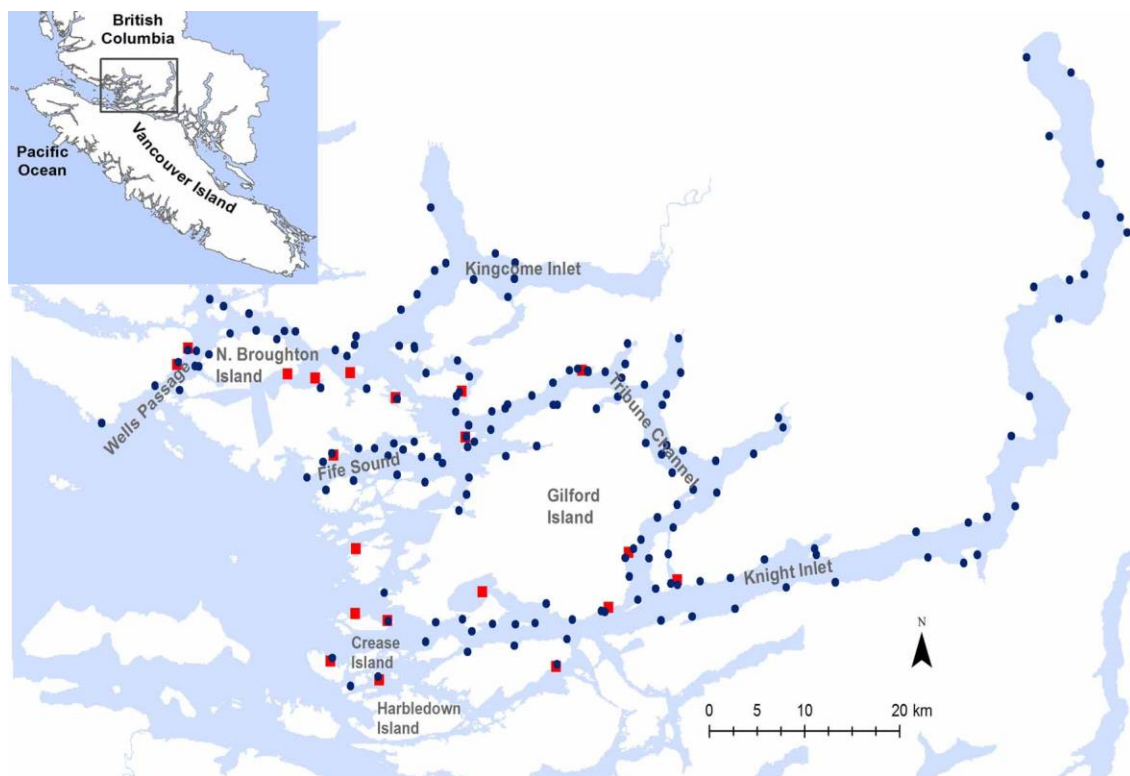 British
Columbia
Pacific
Ocean
Vancouver Island
Kingcome Inlet
N. Broughton
Island
Wells Passage
Tribune Channel
Fife Sound
Gilford
Island
Knight Inlet
Crease
Island
Harbledown
Island
N
0 5 10 20 km